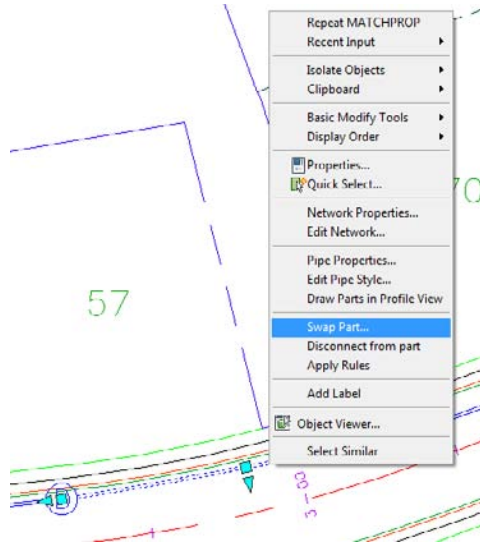 Repeat MATCHPROP
Recent Input
Isolate Objects
Clipboard
Basic Modify Tools
Display Order
Properties...
Quick Select...
70
Network Properties...
Edit Network...
Pipe Properties...
Edit Pipe Style...
Draw Parts in Profile View
57
Swap Part...
Disconnect from part
Apply Rules
Add Label
Object Viewer...
Select Similar